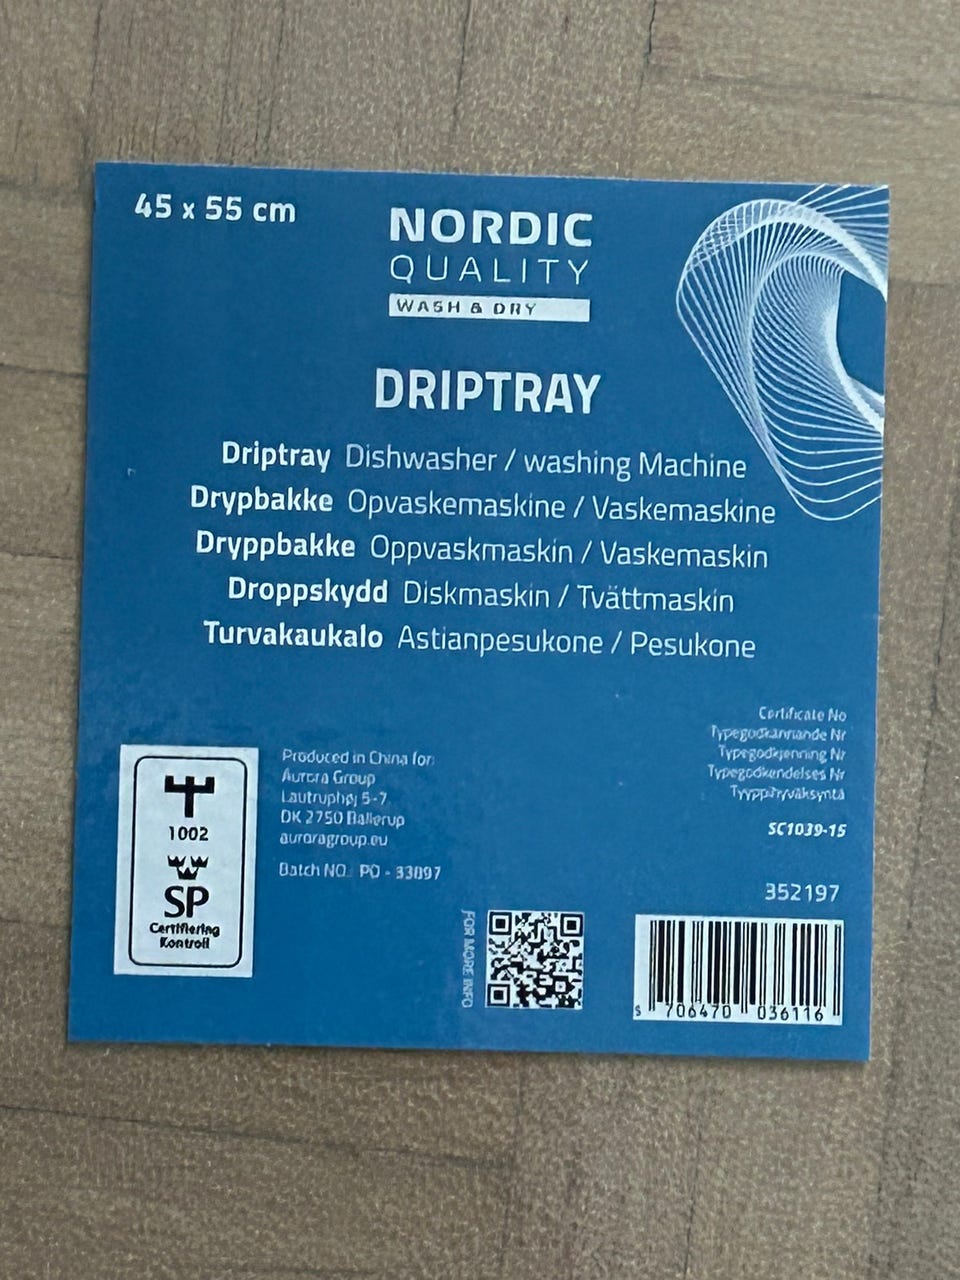 45 x 55 cm
NORDIC
QUALITY
WASH & DRY
DRIPTRAY
Driptray Dishwasher / washing Machine
Drypbakke Opvaskemaskine / Vaskemaskine
Dryppbakke Oppvaskmaskin / Vaskemaskin
Droppskydd Diskmaskin / Tvättmaskin
Turvakaukalo Astianpesukone / Pesukone
Certificate No
Typegodkännande Nr
Typegodkjenning Nr
Typegodkendelses Nr
Tyyppihyväksyntä
SC1039-15
1002
SP
Certifiering
Kontroll
Produced in China for:
Aurora Group
Lautruphøj 5-7
DK 2750 Ballerup
auroragroup.eu
Batch NO.: PO - 33097
FOR MORE INFO
352197
5 706470 036116